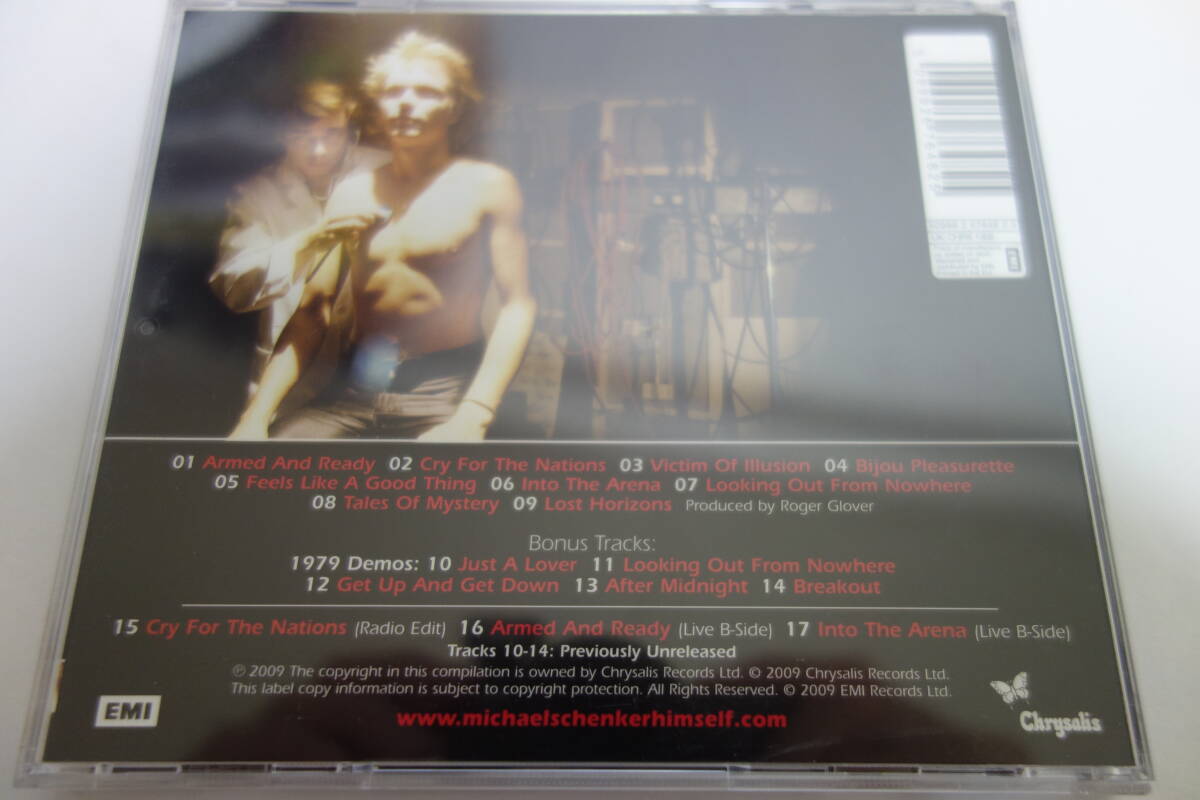 01 Armed And Ready 02 Cry For The Nations 03 Victim Of Illusion 04 Bijou Pleasurette
05 Feels Like A Good Thing 06 Into The Arena 07 Looking Out From Nowhere
08 Tales Of Mystery 09 Lost Horizons Produced by Roger Glover
Bonus Tracks:
1979 Demos: 10 Just A Lover 11 Looking Out From Nowhere
12 Get Up And Get Down 13 After Midnight 14 Breakout
15 Cry For The Nations (Radio Edit) 16 Armed And Ready (Live B-Side) 17 Into The Arena (Live B-Side)
Tracks 10-14: Previously Unreleased
℗ 2009 The copyright in this compilation is owned by Chrysalis Records Ltd. © 2009 Chrysalis Records Ltd.
This label copy information is subject to copyright protection. All Rights Reserved. © 2009 EMI Records Ltd.
EMI
www.michaelschenkerhimself.com
Chrysalis